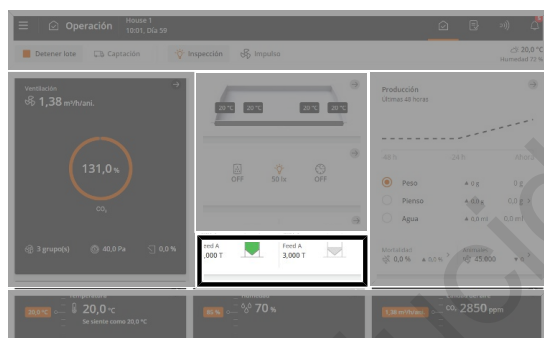 Operación
House 1
10:01, Día 59
Detener lote
Captación
Inspección
Impulso
20,0 °C
Humedad 72 %
Ventilación
1,38 m³/h/ani.
131,0 %
CO₂
3 grupo(s)
40,0 Pa
0,0 %
20 °C
20 °C
20 °C
20 °C
OFF
50 lx
OFF
Feed A
,000 T
Feed A
3,000 T
Producción
Últimas 48 horas
-48 h
-24 h
Ahora
Peso
0 g
0 g
Pienso
0,0 g
0,0 g
Agua
0,0 ml
0,0 ml
Mortalidad
0,0 %
Animales
45.000
Temperatura
20,0 °C
20,0 °C
Se siente como 20,0 °C
Humedad
85 %
70 %
1,38 m³/h/ani.
CO₂ 2850 ppm